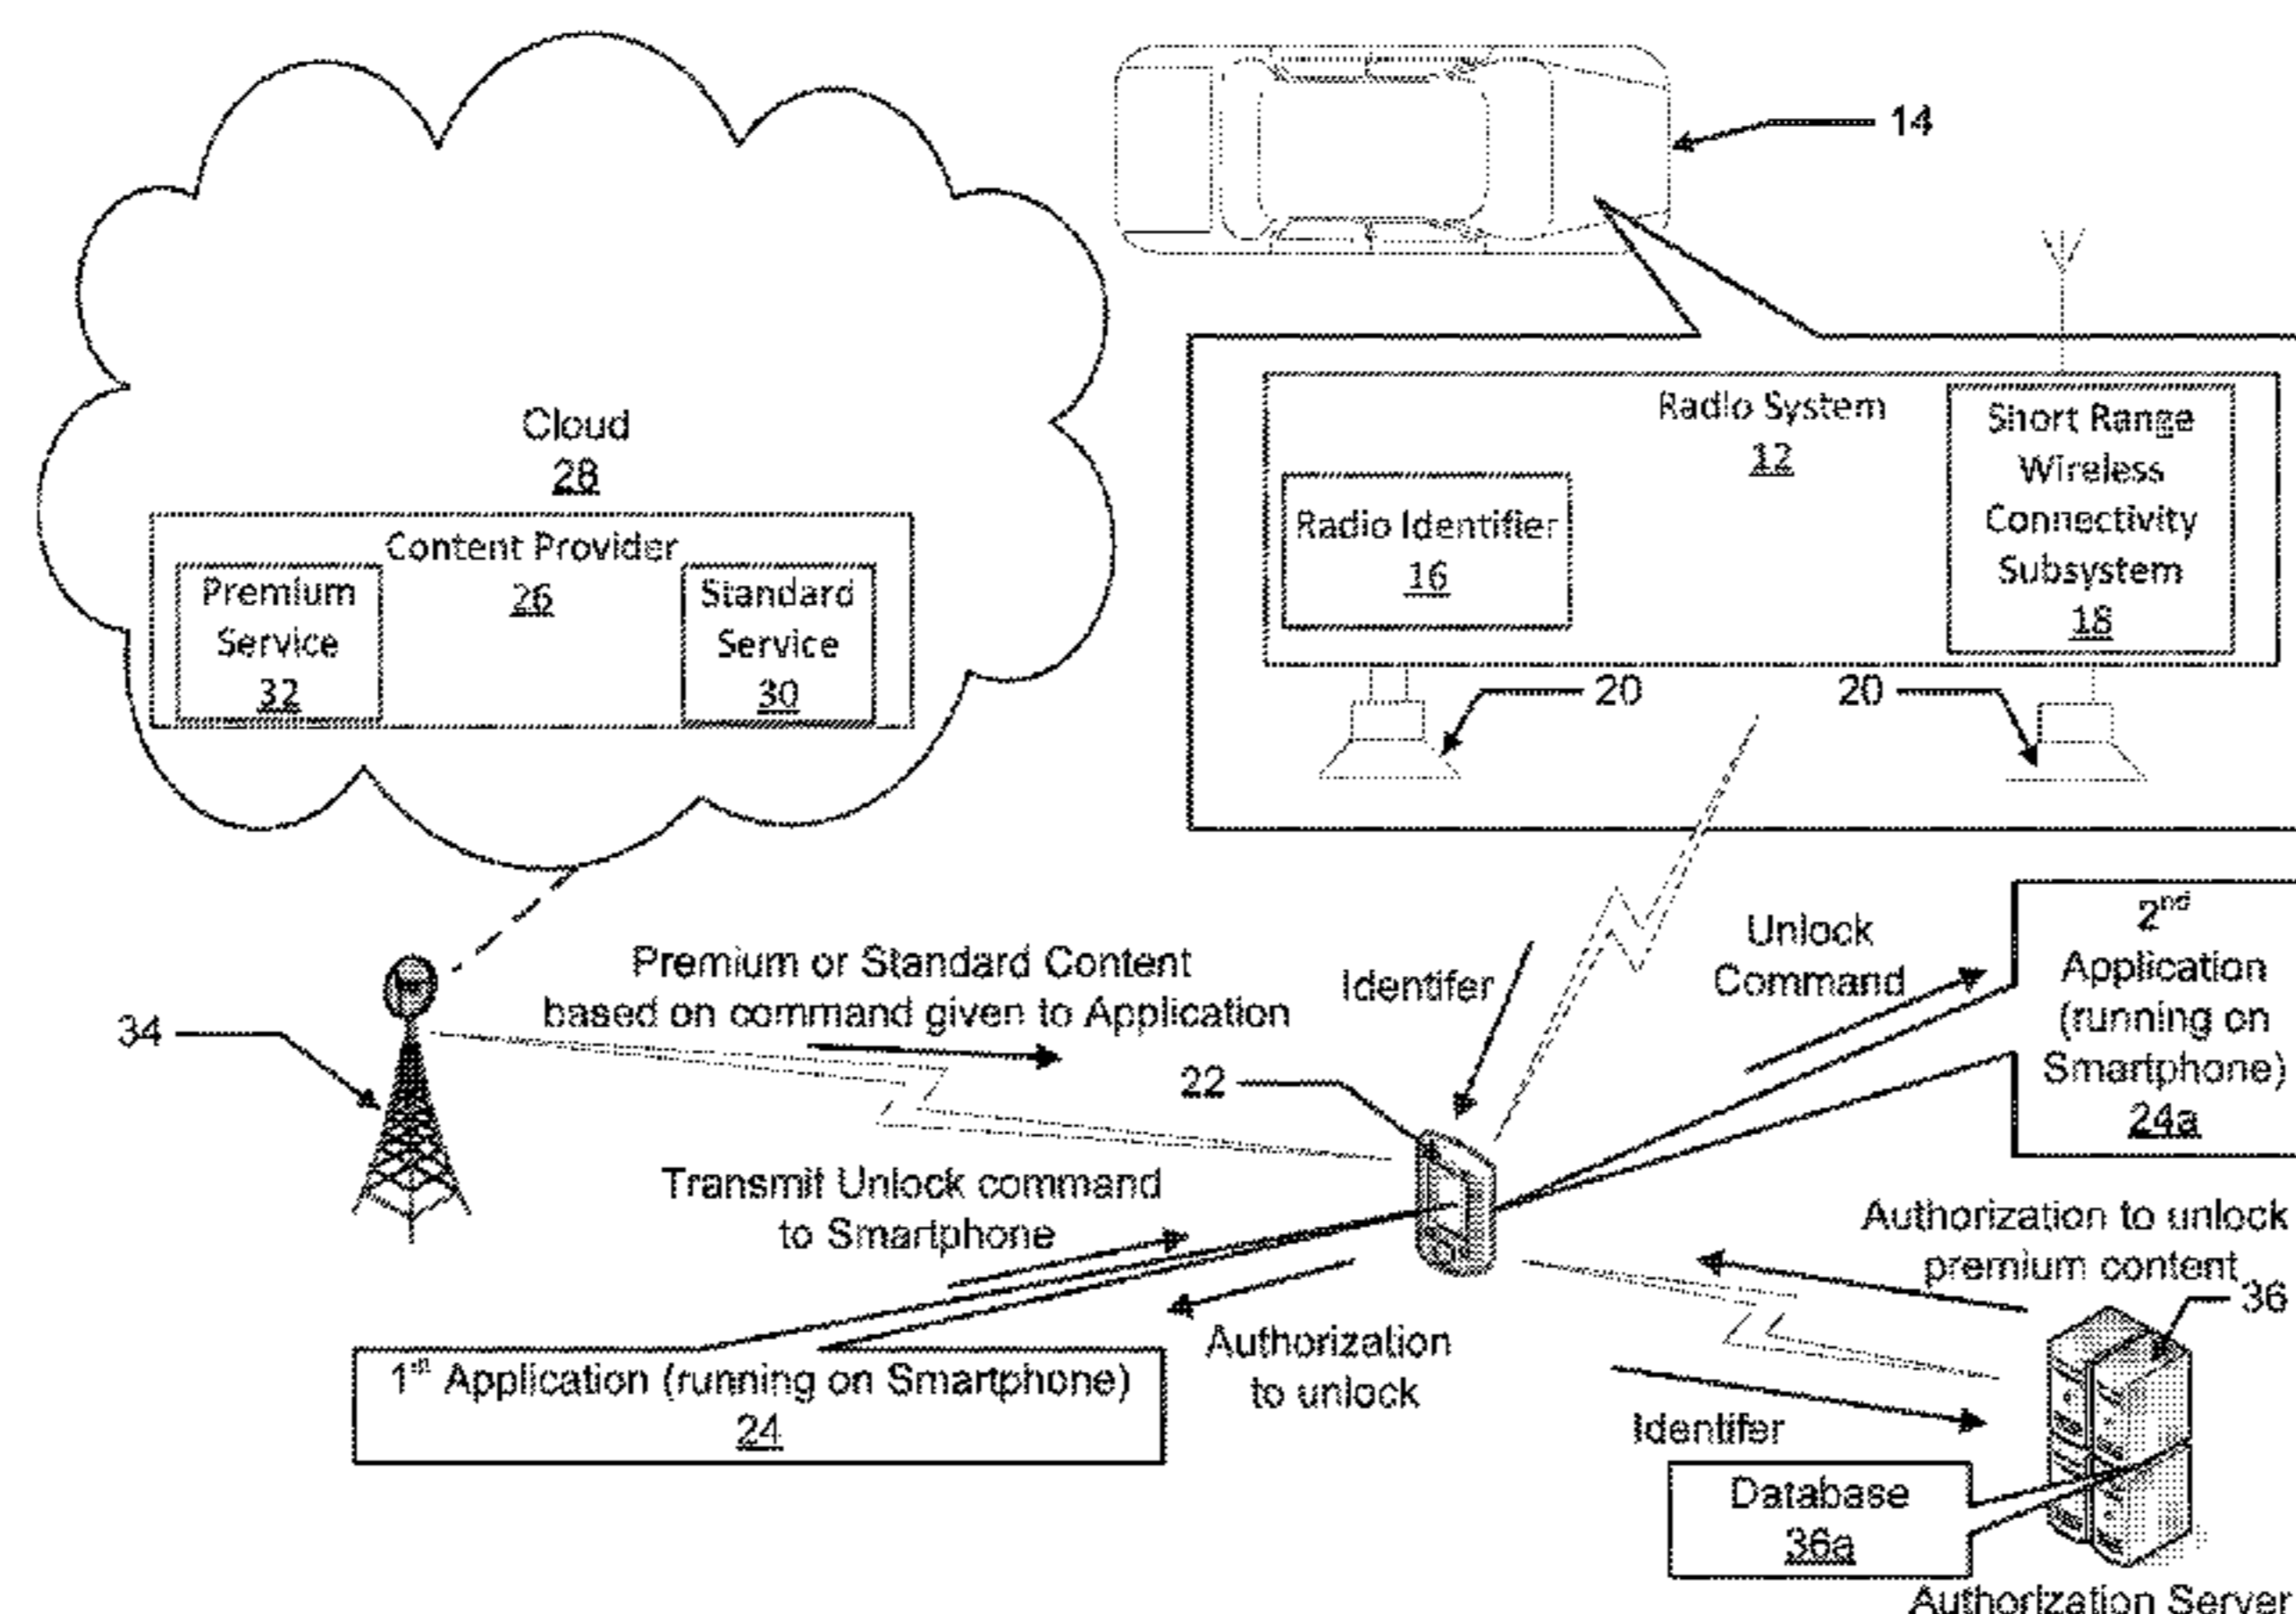 14
Cloud
28
Content Provider
26
Premium
Service
32
Standard
Service
30
Radio System
12
Radio Identifier
16
Short Range
Wireless
Connectivity
Subsystem
18
20
20
34
Premium or Standard Content
based on command given to Application
Identifer
Unlock
Command
2nd
Application
(running on
Smartphone)
24a
22
Transmit Unlock command
to Smartphone
Authorization to unlock
premium content
36
Authorization
to unlock
1st Application (running on Smartphone)
24
Identifer
Database
36a
Authorization Server